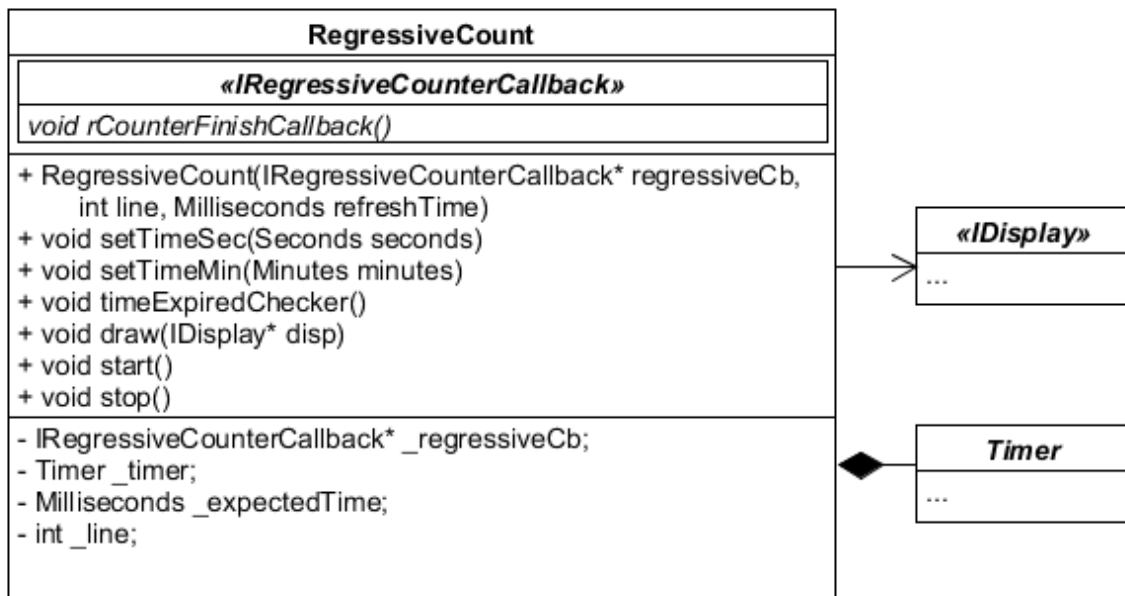 RegressiveCount
«IRegressiveCounterCallback»
void rCounterFinishCallback()
+ RegressiveCount(IRegressiveCounterCallback* regressiveCb,
int line, Milliseconds refreshTime)
+ void setTimeSec(Seconds seconds)
+ void setTimeMin(Minutes minutes)
+ void timeExpiredChecker()
+ void draw(IDisplay* disp)
+ void start()
+ void stop()
- IRegressiveCounterCallback* _regressiveCb;
- Timer _timer;
- Milliseconds _expectedTime;
- int _line;
«IDisplay»
...
Timer
...